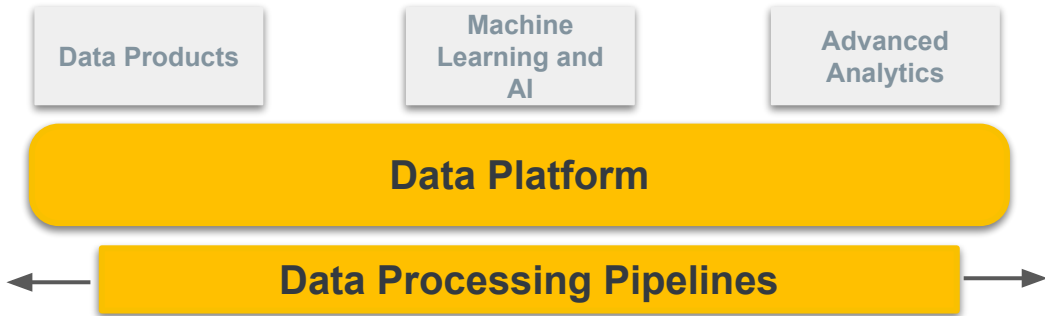 Data Products
Machine
Learning and
AI
Advanced
Analytics
Data Platform
Data Processing Pipelines